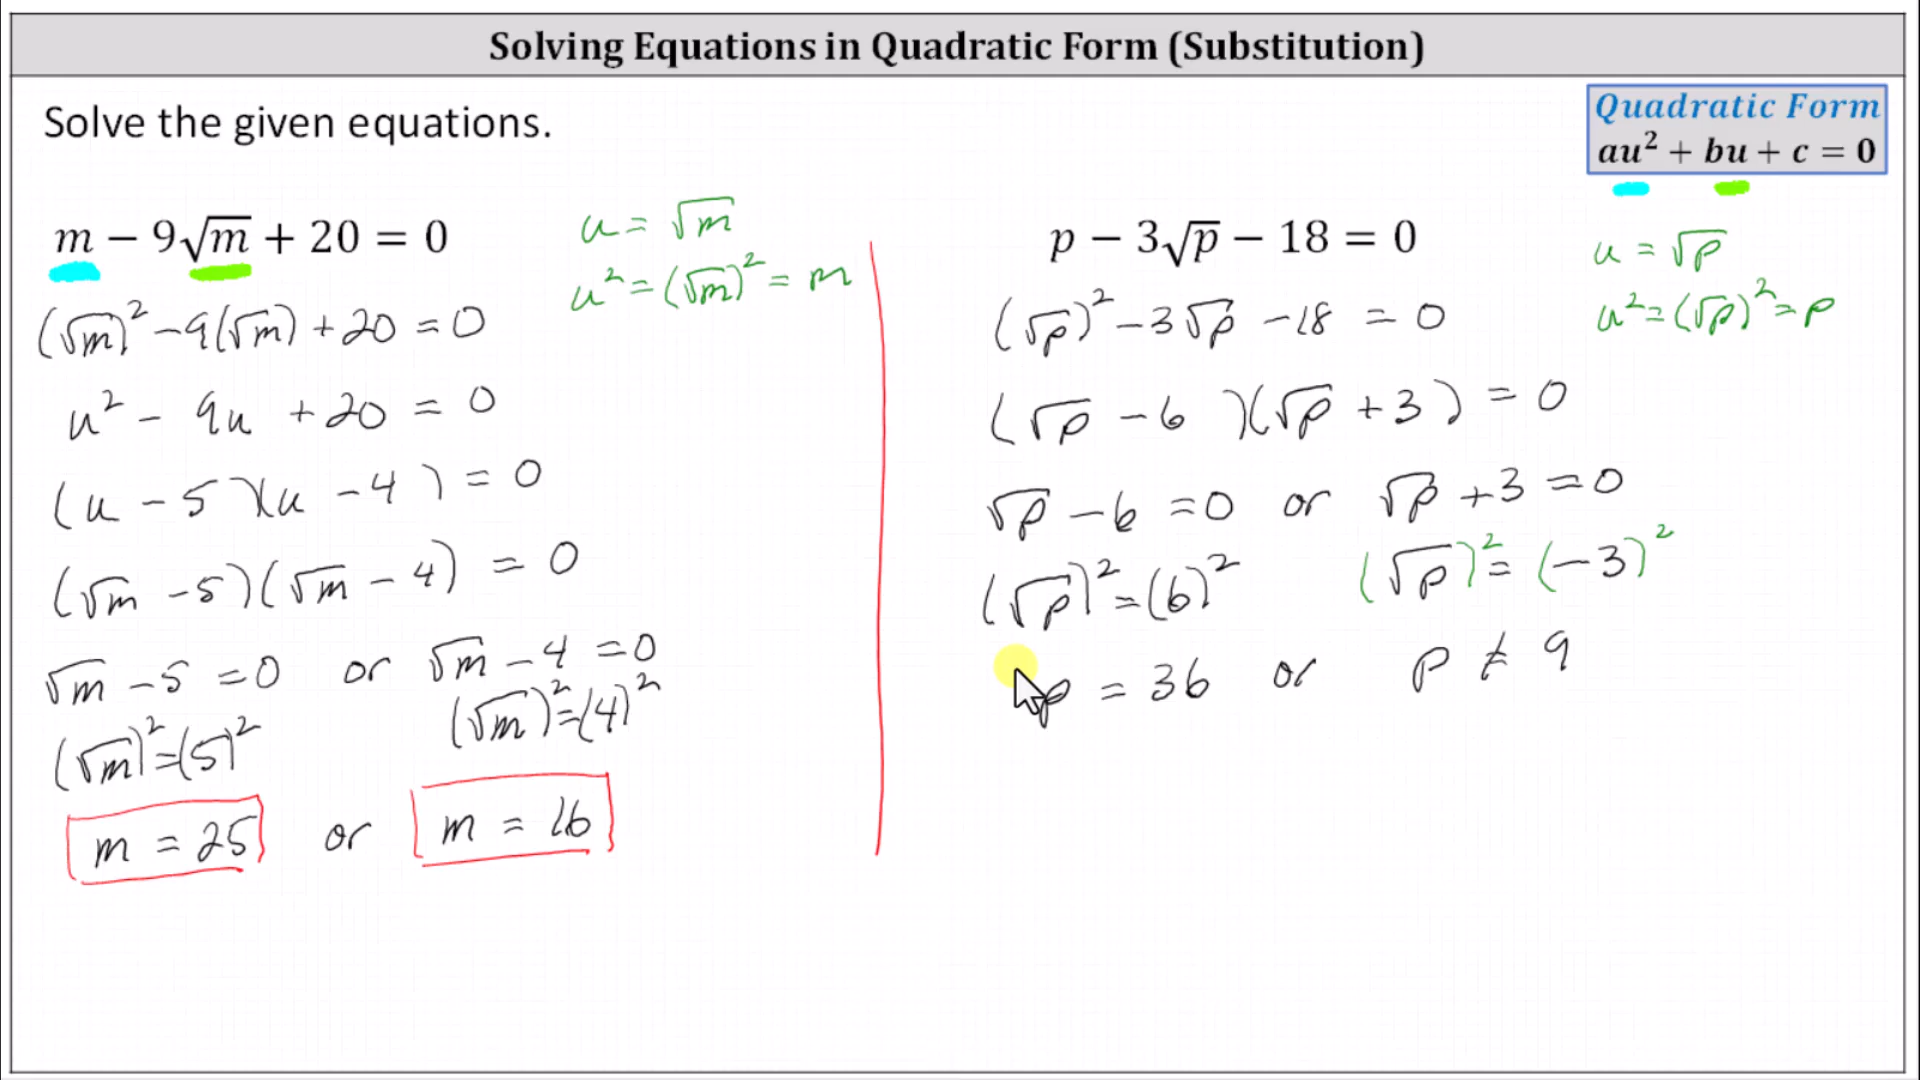 Solving Equations in Quadratic Form (Substitution)
Solve the given equations.
Quadratic Form
au² + bu + c = 0
m − 9√m + 20 = 0
u = √m
u² = (√m)² = m
(√m)² − 9(√m) + 20 = 0
u² − 9u + 20 = 0
(u − 5)(u − 4) = 0
(√m − 5)(√m − 4) = 0
√m − 5 = 0 or √m − 4 = 0
(√m)² = (5)² (√m)² = (4)²
m = 25 or m = 16
p − 3√p − 18 = 0
u = √p
u² = (√p)² = p
(√p)² − 3√p − 18 = 0
(√p − 6)(√p + 3) = 0
√p − 6 = 0 or √p + 3 = 0
(√p)² = (6)² (√p)² = (−3)²
p = 36 or p ≠ 9